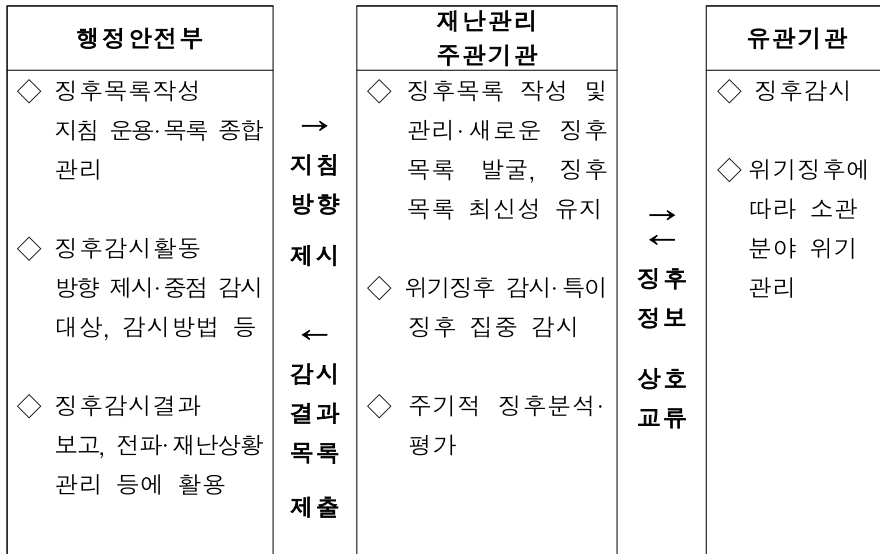 행정안전부
◇ 징후목록작성
지침 운용·목록 종합
관리
◇ 징후감시활동
방향 제시·중점 감시
대상, 감시방법 등
◇ 징후감시결과
보고, 전파·재난상황
관리 등에 활용
→
지침
방향
제시
←
감시
결과
목록
제출
재난관리
주관기관
◇ 징후목록 작성 및
관리·새로운 징후
목록 발굴, 징후
목록 최신성 유지
◇ 위기징후 감시·특이
징후 집중 감시
◇ 주기적 징후분석·
평가
→
←
징후
정보
상호
교류
유관기관
◇ 징후감시
◇ 위기징후에
따라 소관
분야 위기
관리